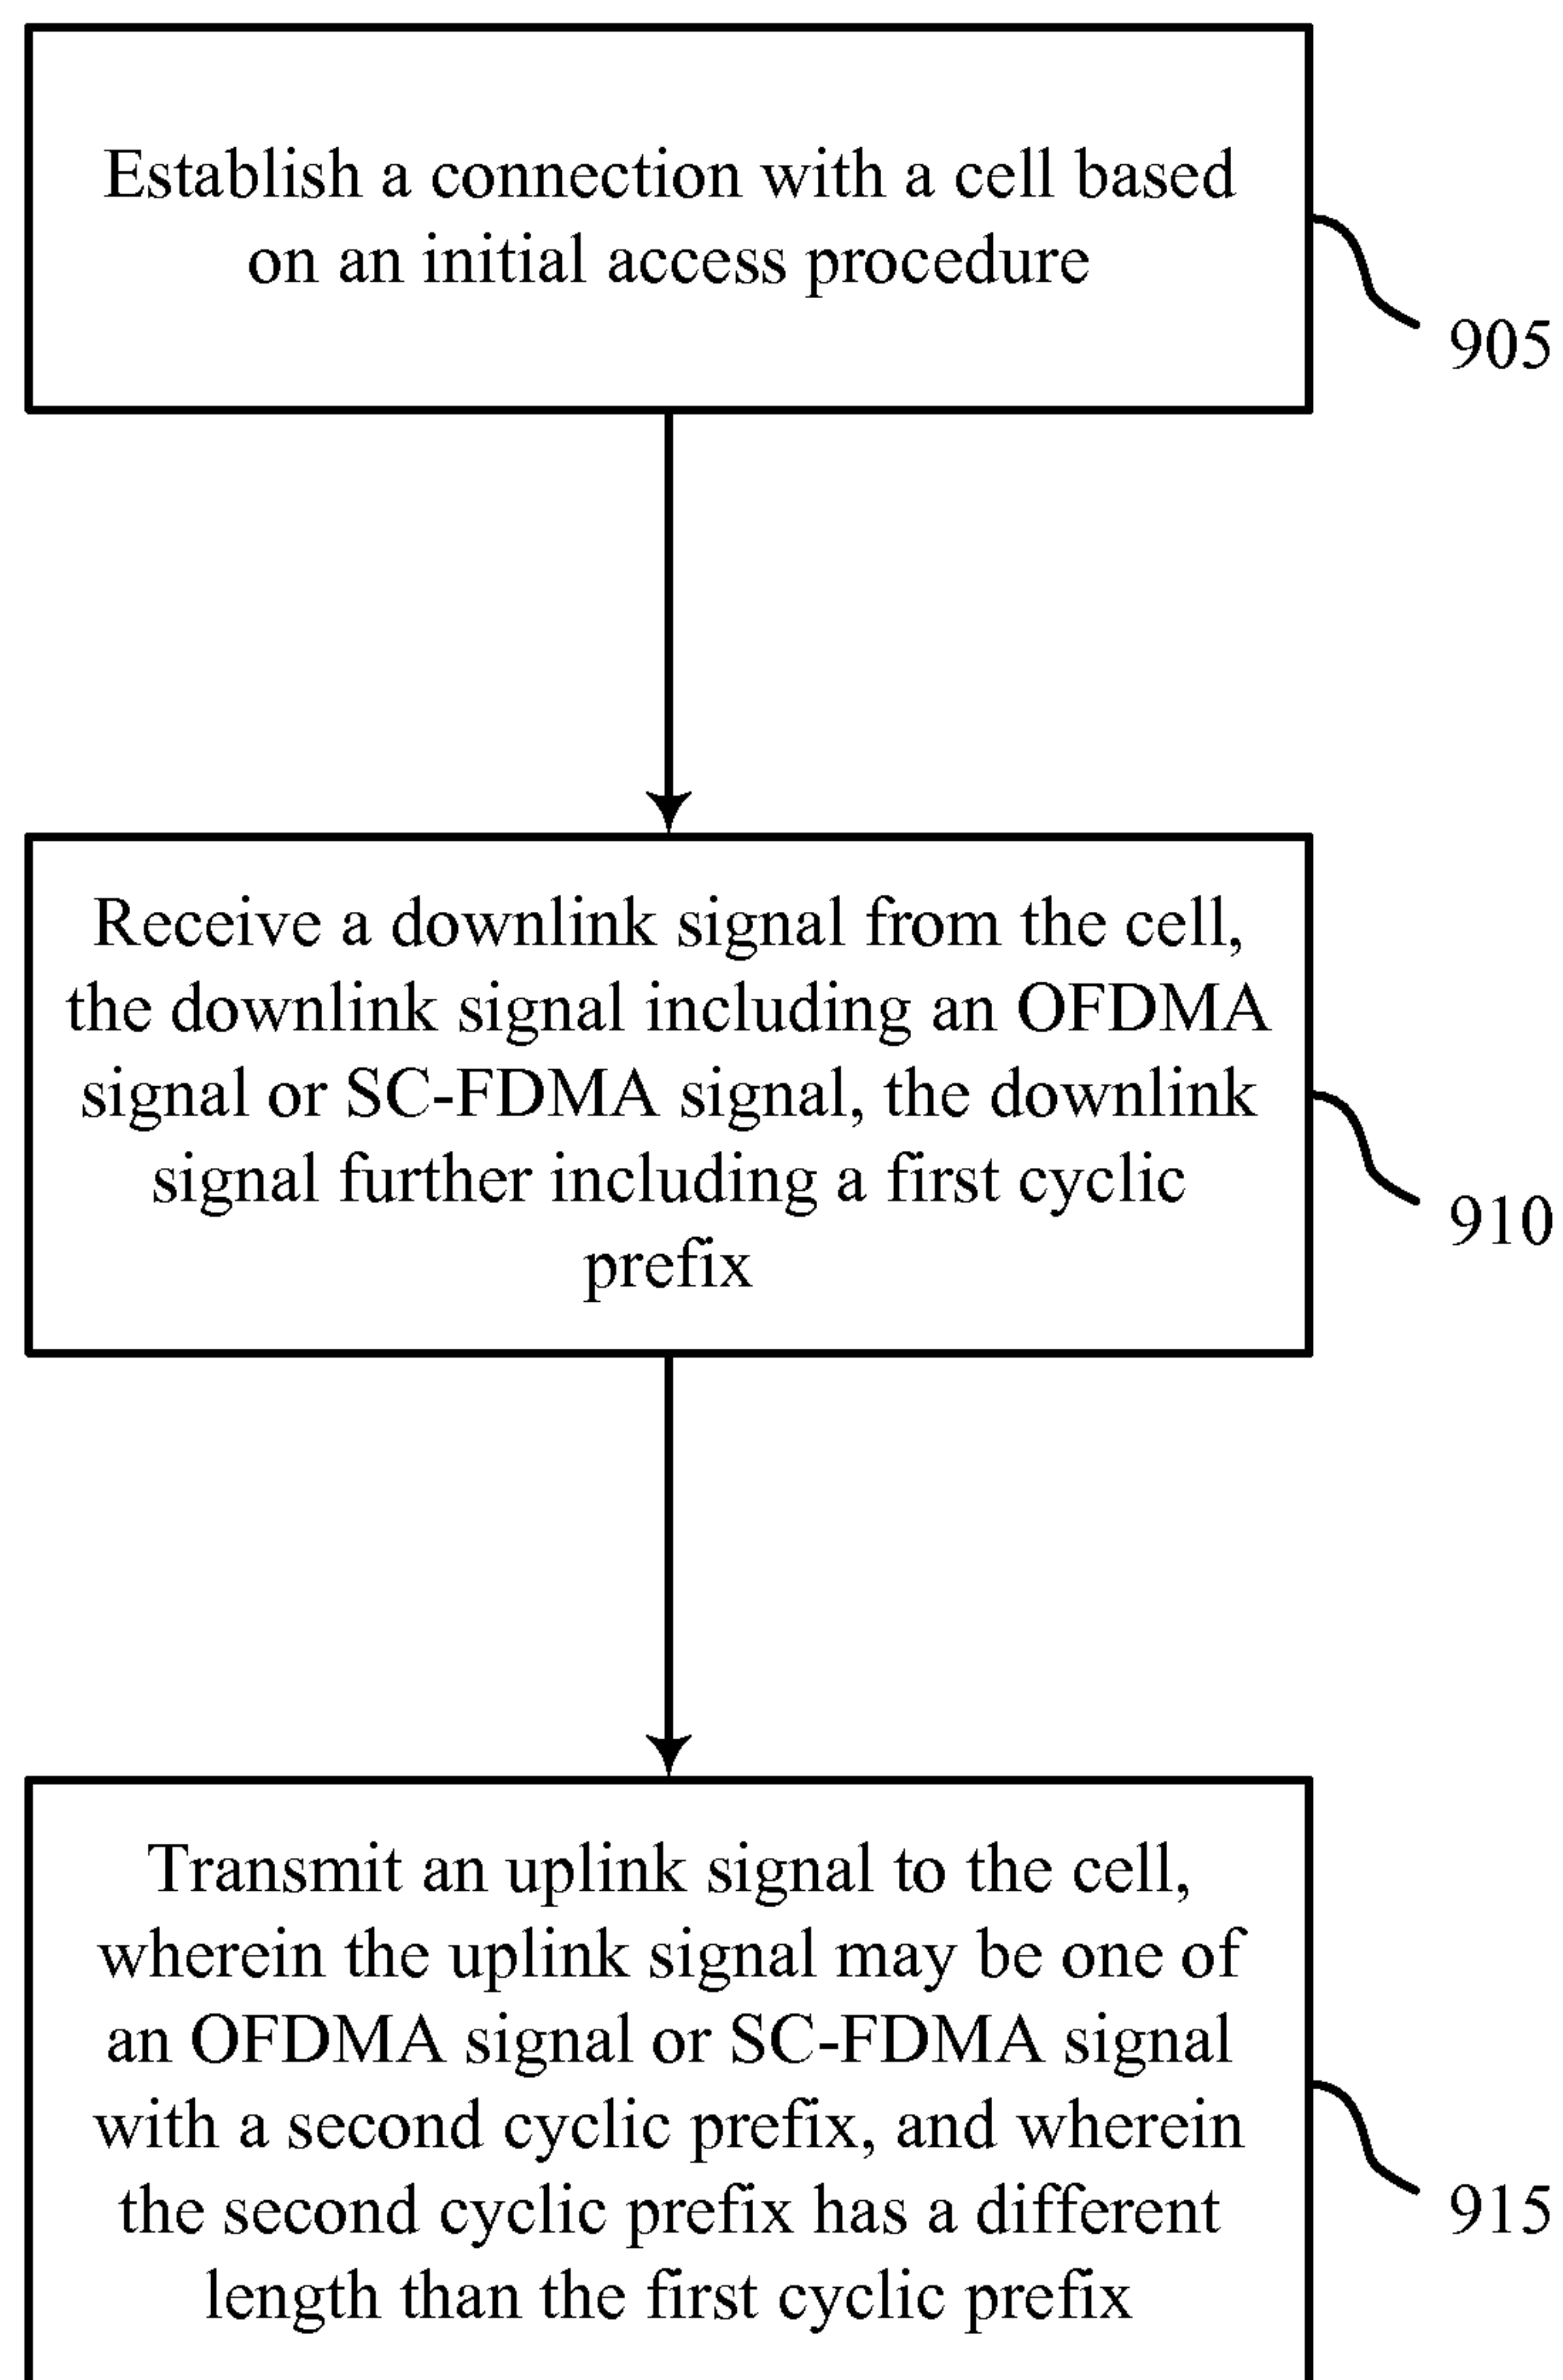 Establish a connection with a cell based
on an initial access procedure
905
Receive a downlink signal from the cell,
the downlink signal including an OFDMA
signal or SC-FDMA signal, the downlink
signal further including a first cyclic
prefix
910
Transmit an uplink signal to the cell,
wherein the uplink signal may be one of
an OFDMA signal or SC-FDMA signal
with a second cyclic prefix, and wherein
the second cyclic prefix has a different
length than the first cyclic prefix
915